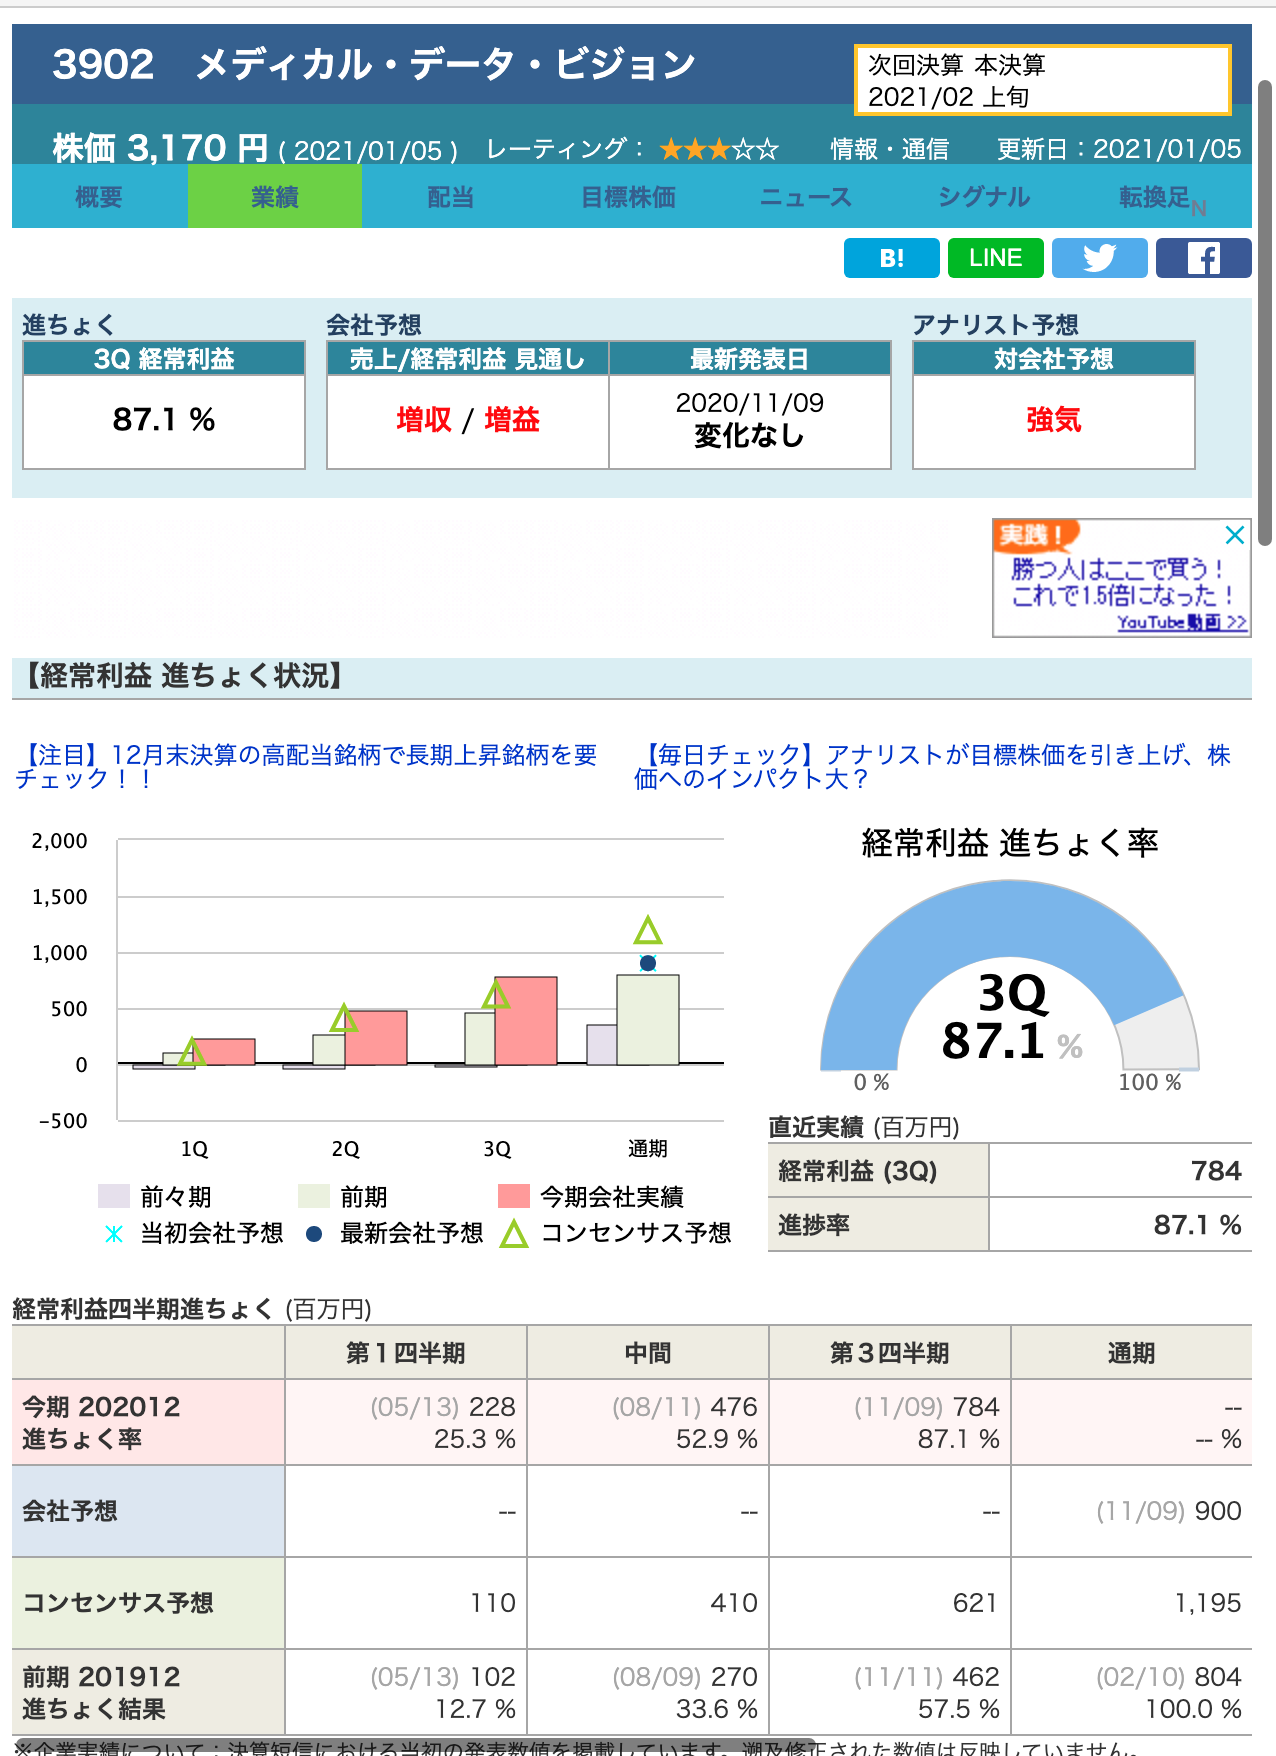 3902 メディカル・データ・ビジョン
次回決算 本決算
2021/02 上旬
株価 3,170 円 ( 2021/01/05 ) レーティング： ★★★☆☆ 情報・通信 更新日：2021/01/05
概要 業績 配当 目標株価 ニュース シグナル 転換足N
B! LINE
進ちょく 会社予想 アナリスト予想
3Q 経常利益 売上/経常利益 見通し 最新発表日 対会社予想
87.1 % 増収 / 増益 2020/11/09 強気
変化なし
実践！
勝つ人はここで買う！
これで1.5倍になった！
YouTube動画 >>
【経常利益 進ちょく状況】
【注目】12月末決算の高配当銘柄で長期上昇銘柄を要
チェック！！
【毎日チェック】アナリストが目標株価を引き上げ、株
価へのインパクト大？
2,000
1,500
1,000
500
0
-500
1Q 2Q 3Q 通期
前々期 前期 今期会社実績
当初会社予想 最新会社予想 コンセンサス予想
経常利益 進ちょく率
3Q
87.1 %
0 % 100 %
直近実績 (百万円)
経常利益 (3Q) 784
進捗率 87.1 %
経常利益四半期進ちょく (百万円)
第１四半期 中間 第３四半期 通期
今期 202012 (05/13) 228 (08/11) 476 (11/09) 784 --
進ちょく率 25.3 % 52.9 % 87.1 % -- %
会社予想 -- -- -- (11/09) 900
コンセンサス予想 110 410 621 1,195
前期 201912 (05/13) 102 (08/09) 270 (11/11) 462 (02/10) 804
進ちょく結果 12.7 % 33.6 % 57.5 % 100.0 %
※企業実績について：決算短信における当初の発表数値を掲載しています。遡及修正された数値は反映していません。